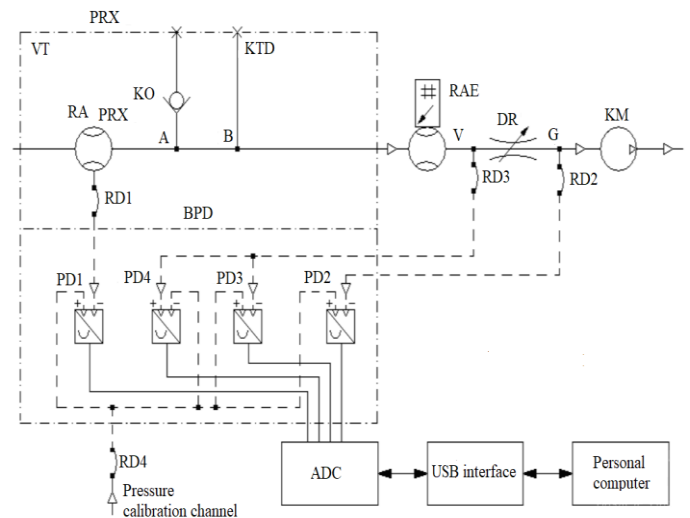 PRX
VT
KTD
KO
RAE
RA
PRX
A
B
V
DR
G
KM
RD1
RD3
RD2
BPD
PD1
PD4
PD3
PD2
+
−
+
−
+
−
+
−
RD4
ADC
USB interface
Personal
computer
Pressure
calibration channel